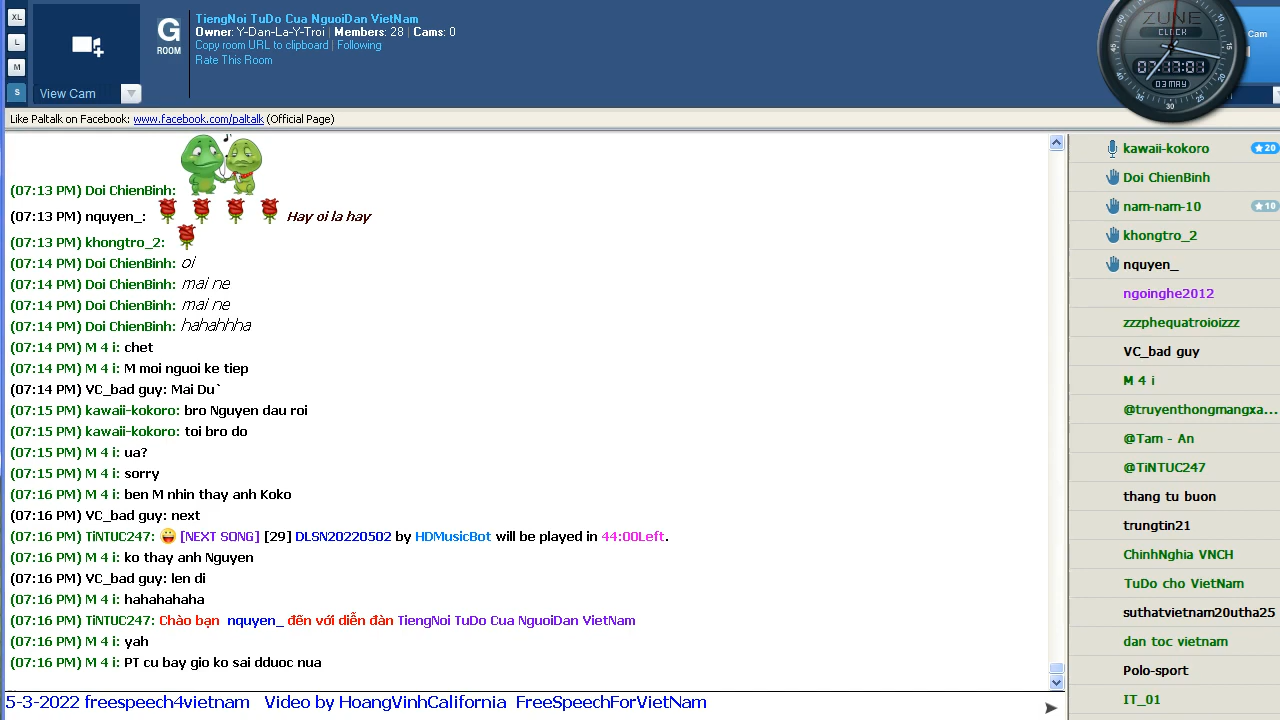 XL
L
M
S
View Cam
G
ROOM
TiengNoi TuDo Cua NguoiDan VietNam
Owner: Y-Dan-La-Y-Troi | Members: 28 | Cams: 0
Copy room URL to clipboard | Following
Rate This Room
ZUNE
CLOCK
07:17:01
03 MAY
Cam
Like Paltalk on Facebook: www.facebook.com/paltalk (Official Page)
(07:13 PM) Doi ChienBinh:
(07:13 PM) nquyen_: Hay oi la hay
(07:13 PM) khongtro_2:
(07:14 PM) Doi ChienBinh: oi
(07:14 PM) Doi ChienBinh: mai ne
(07:14 PM) Doi ChienBinh: mai ne
(07:14 PM) Doi ChienBinh: hahahhha
(07:14 PM) M 4 i: chet
(07:14 PM) M 4 i: M moi nguoi ke tiep
(07:14 PM) VC_bad guy: Mai Du`
(07:15 PM) kawaii-kokoro: bro Nguyen dau roi
(07:15 PM) kawaii-kokoro: toi bro do
(07:15 PM) M 4 i: ua?
(07:15 PM) M 4 i: sorry
(07:16 PM) M 4 i: ben M nhin thay anh Koko
(07:16 PM) VC_bad guy: next
(07:16 PM) TiNTUC247: [NEXT SONG] [29] DLSN20220502 by HDMusicBot will be played in 44:00Left.
(07:16 PM) M 4 i: ko thay anh Nguyen
(07:16 PM) VC_bad guy: len di
(07:16 PM) M 4 i: hahahahaha
(07:16 PM) TiNTUC247: Chào bạn nquyen_ đến với diễn đàn TiengNoi TuDo Cua NguoiDan VietNam
(07:16 PM) M 4 i: yah
(07:16 PM) M 4 i: PT cu bay gio ko sai dduoc nua
5-3-2022 freespeech4vietnam Video by HoangVinhCalifornia FreeSpeechForVietNam
kawaii-kokoro 20
Doi ChienBinh
nam-nam-10 10
khongtro_2
nquyen_
ngoinghe2012
zzzphequatroioizzz
VC_bad guy
M 4 i
@truyenthongmangxa...
@Tam - An
@TiNTUC247
thang tu buon
trungtin21
ChinhNghia VNCH
TuDo cho VietNam
suthatvietnam20utha25
dan toc vietnam
Polo-sport
IT_01